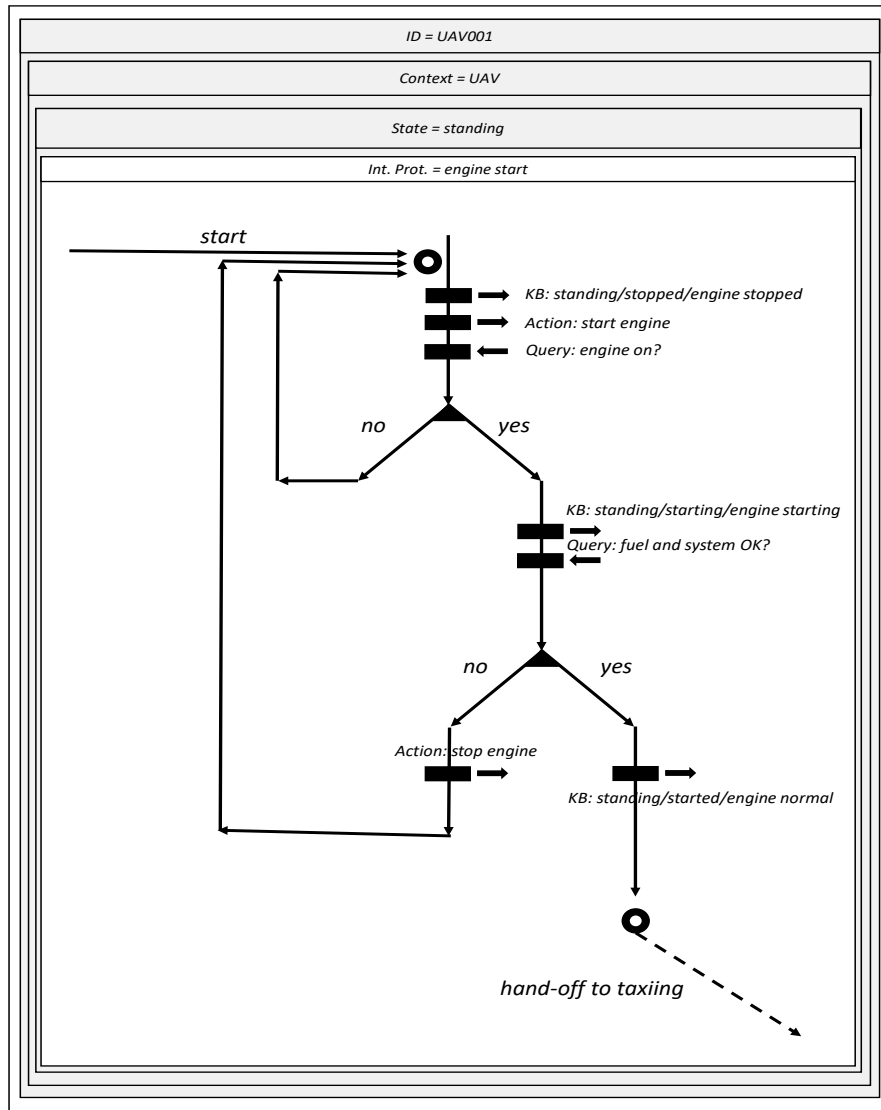 ID = UAV001
Context = UAV
State = standing
Int. Prot. = engine start
start
KB: standing/stopped/engine stopped
Action: start engine
Query: engine on?
no
yes
KB: standing/starting/engine starting
Query: fuel and system OK?
no
yes
Action: stop engine
KB: standing/started/engine normal
hand-off to taxiing